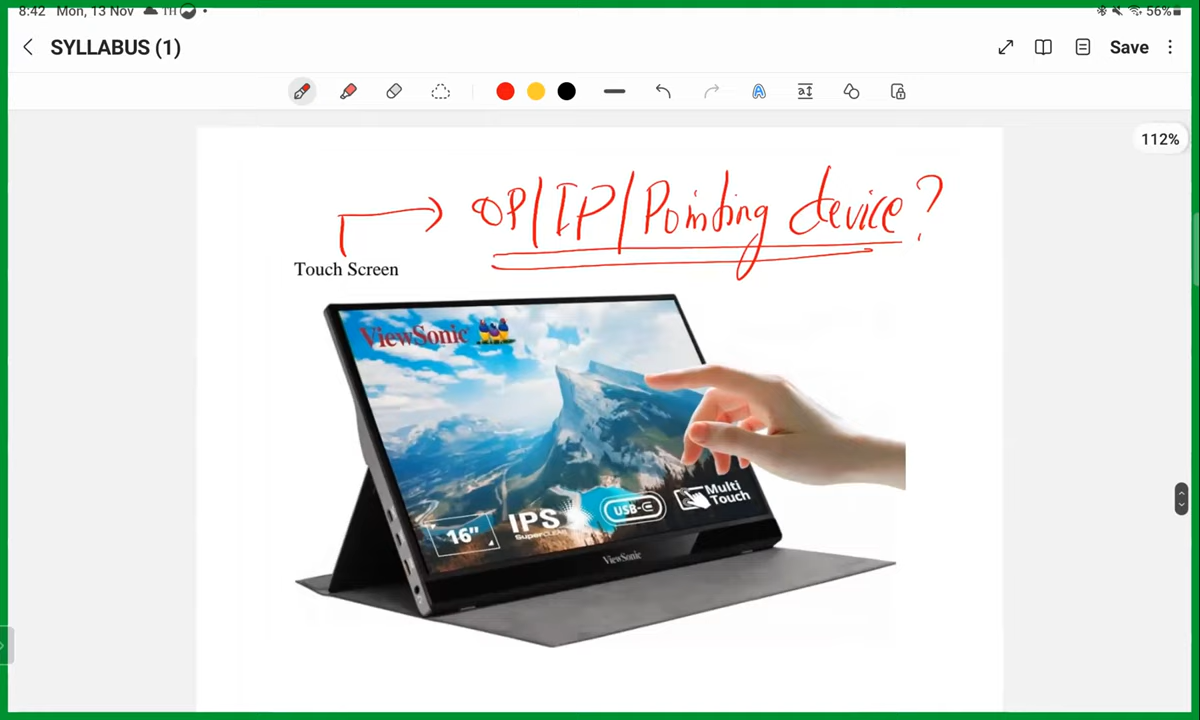 8:42 Mon, 13 Nov TH 56%
SYLLABUS (1)
Save
112%
OP/IP/Pointing device?
Touch Screen
ViewSonic
Multi
Touch
USB-C
IPS
16"
ViewSonic